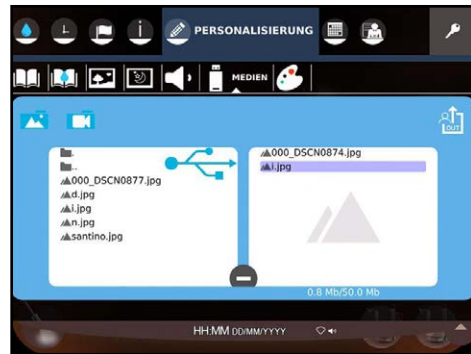 L
i
PERSONALISIERUNG
MEDIEN
OUT
.
..
000_DSCN0877.jpg
d.jpg
i.jpg
n.jpg
santino.jpg
000_DSCN0874.jpg
i.jpg
0.8 Mb/50.0 Mb
HH:MM DD/MM/YYYY